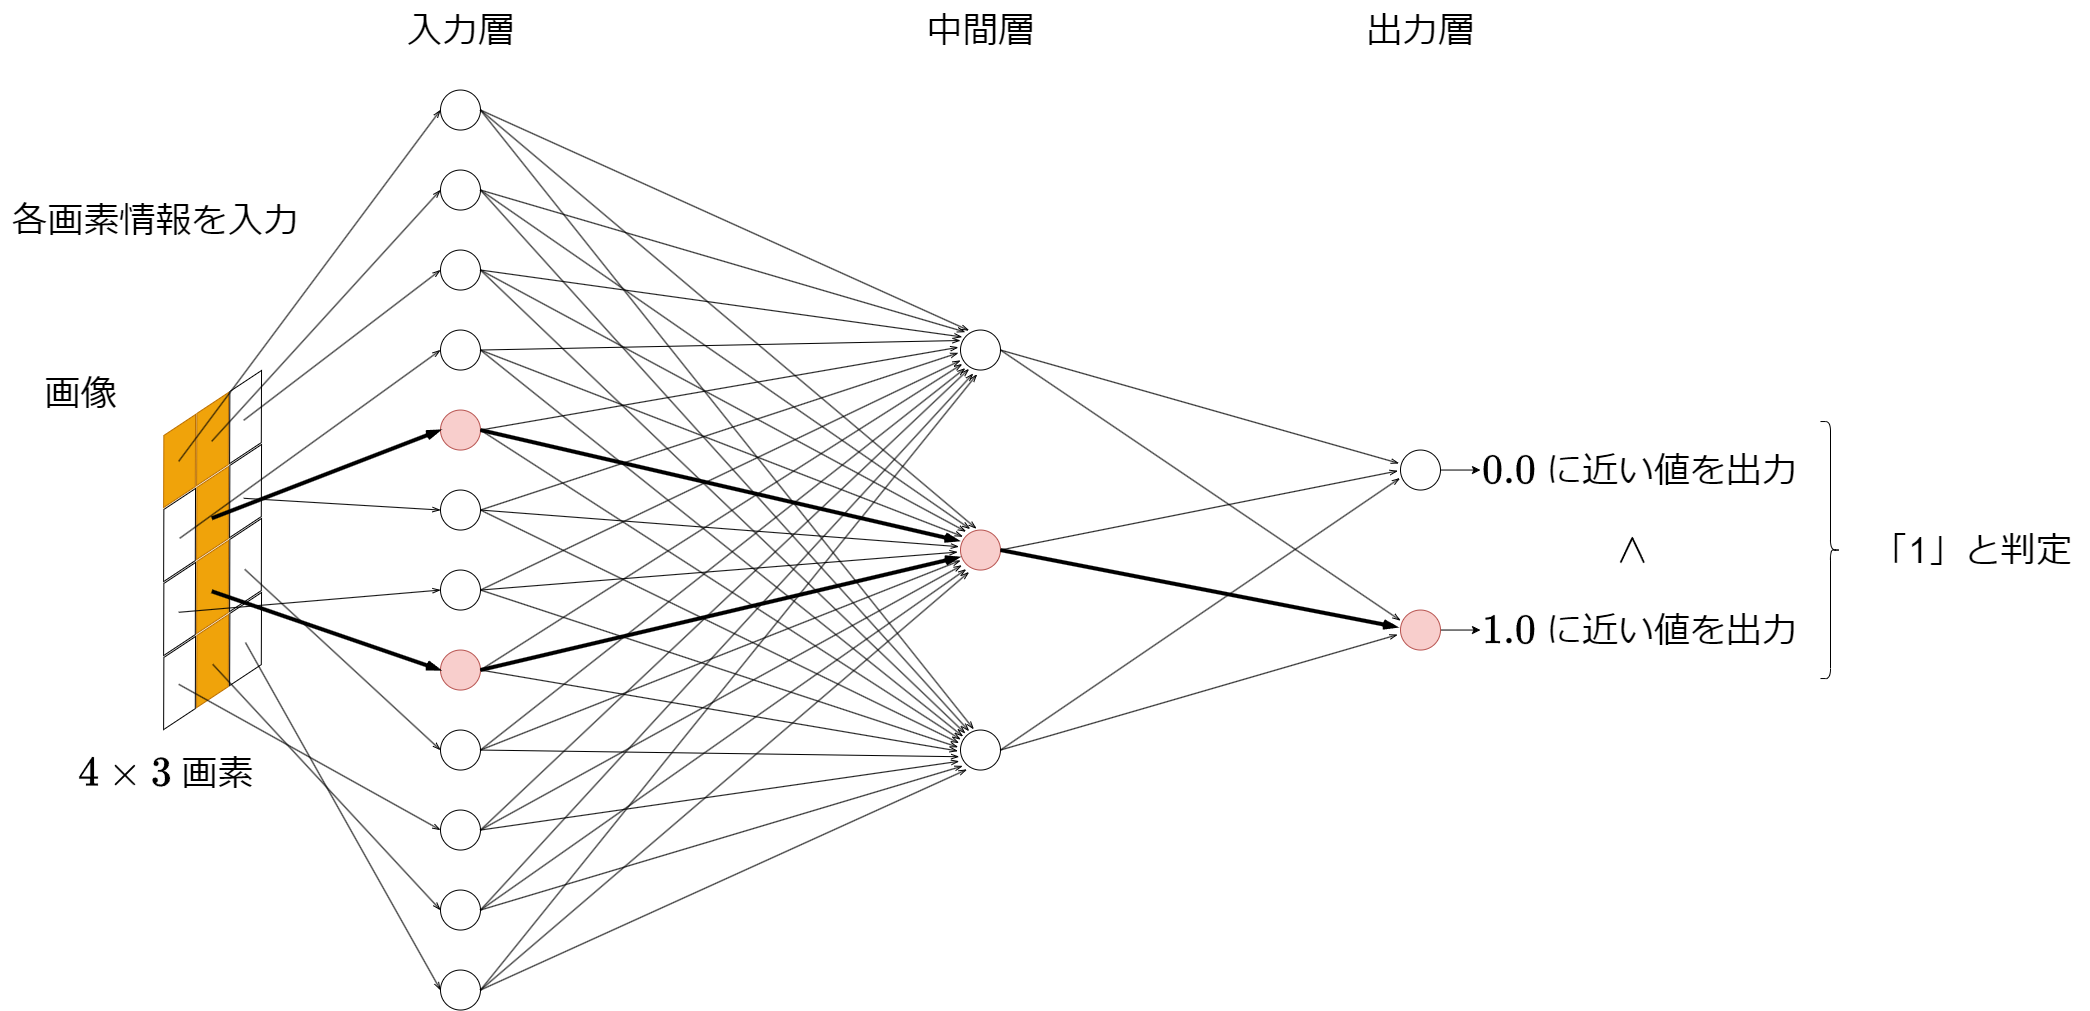 入力層
中間層
出力層
各画素情報を入力
画像
4 × 3 画素
0.0 に近い値を出力
∧
1.0 に近い値を出力
「1」と判定